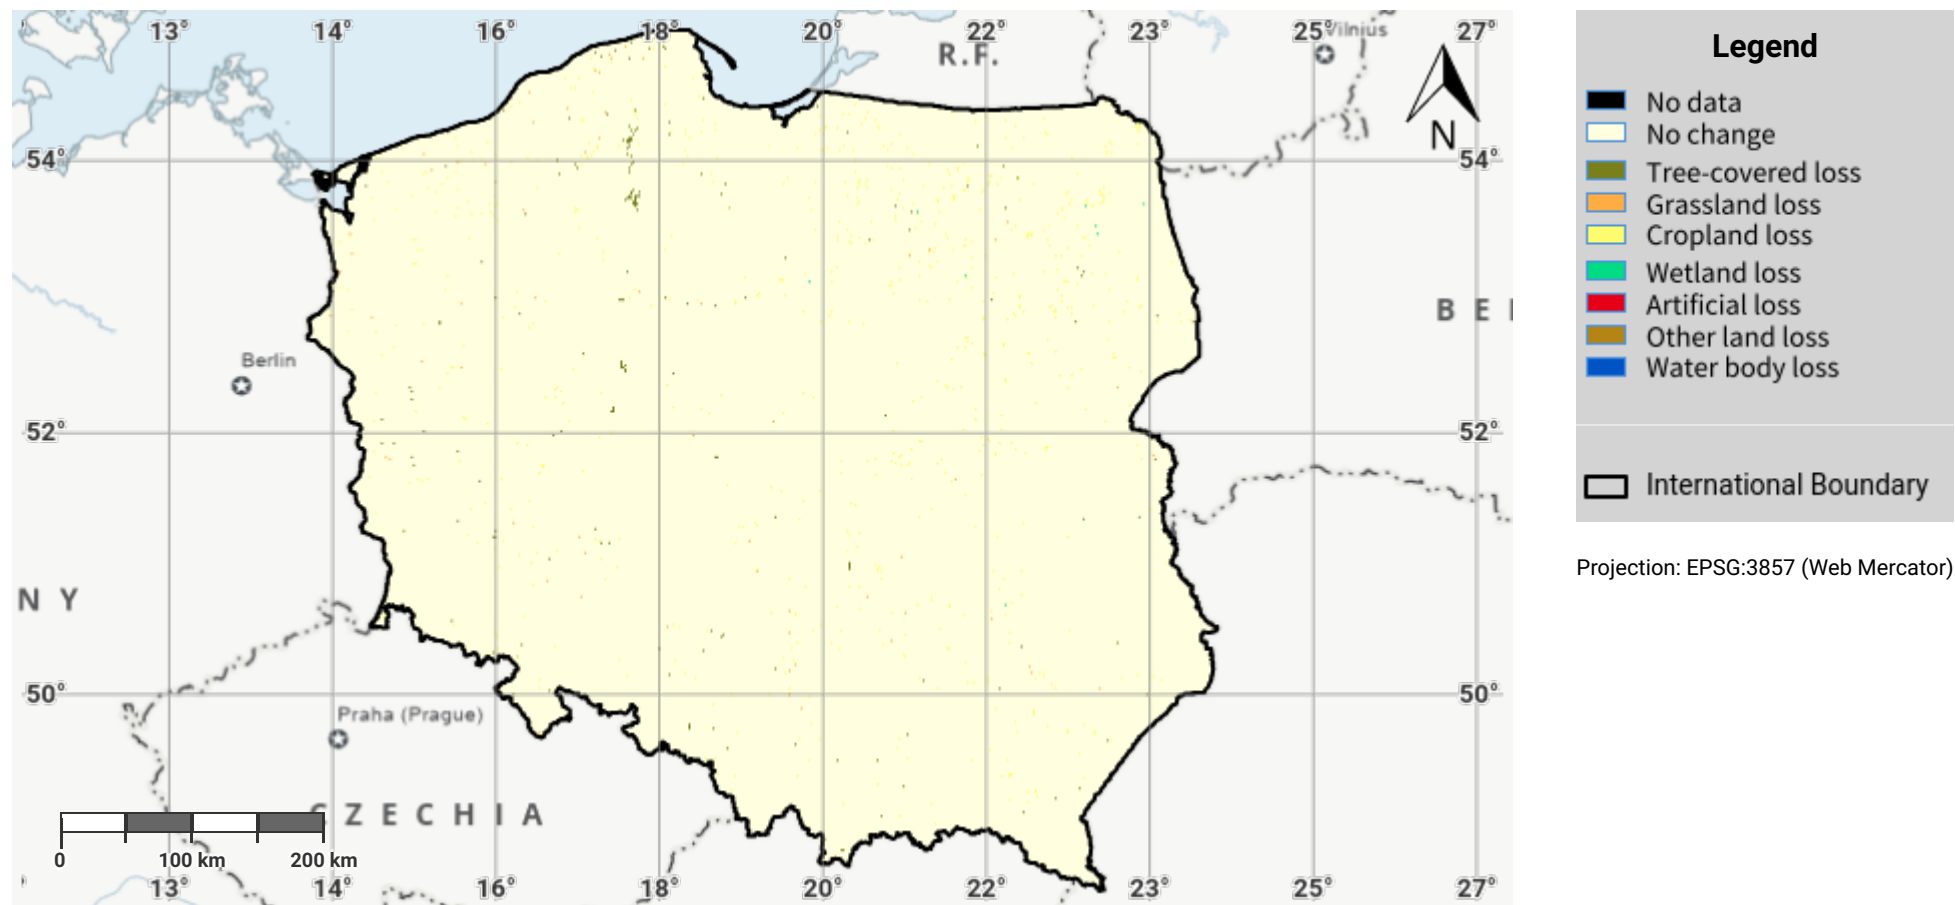 13° 14° 16° 18° 20° 22° 23° 25° 27°
Vilnius
R.F.
N
54° 54°
B E
Berlin
52° 52°
N Y
50° 50°
Praha (Prague)
C Z E C H I A
0 100 km 200 km
13° 14° 16° 18° 20° 22° 23° 25° 27°
Legend
No data
No change
Tree-covered loss
Grassland loss
Cropland loss
Wetland loss
Artificial loss
Other land loss
Water body loss
International Boundary
Projection: EPSG:3857 (Web Mercator)